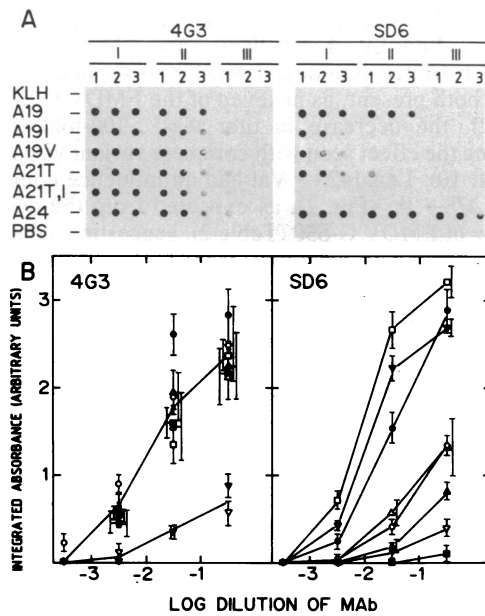 A
4G3 SD6
I II III I II III
1 2 3 1 2 3 1 2 3 1 2 3 1 2 3 1 2 3
KLH –
A19 –
A19I –
A19V –
A21T –
A21T,I –
A24 –
PBS –
B
4G3 SD6
INTEGRATED ABSORBANCE (ARBITRARY UNITS)
3
2
1
-3 -2 -1 -3 -2 -1
LOG DILUTION OF MAb